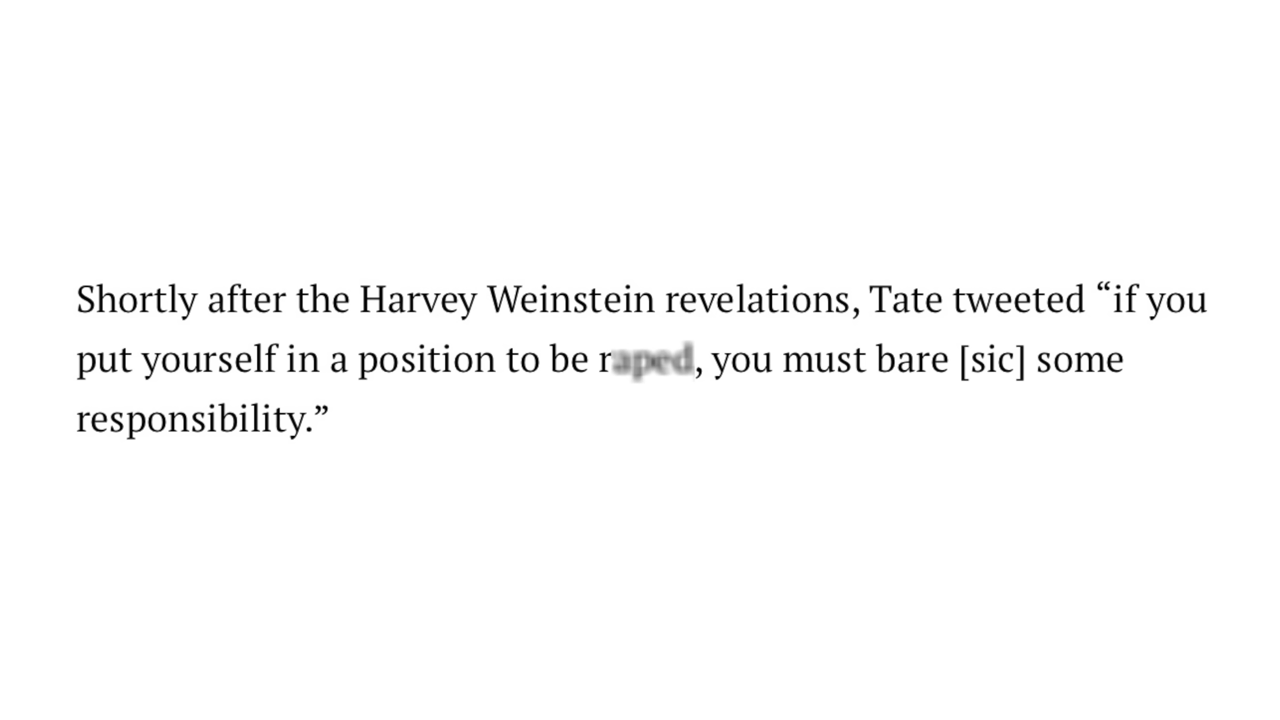 Shortly after the Harvey Weinstein revelations, Tate tweeted “if you
put yourself in a position to be raped, you must bare [sic] some
responsibility.”